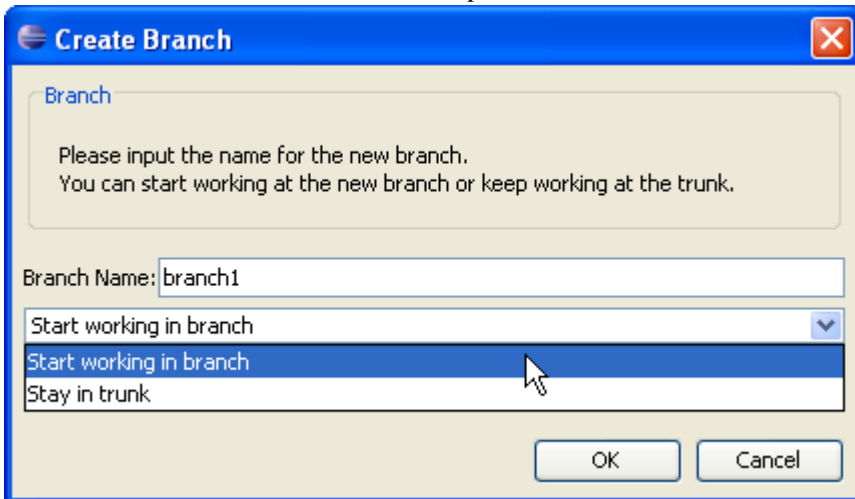 Create Branch
Branch
Please input the name for the new branch.
You can start working at the new branch or keep working at the trunk.
Branch Name: branch1
Start working in branch
Start working in branch
Stay in trunk
OK Cancel